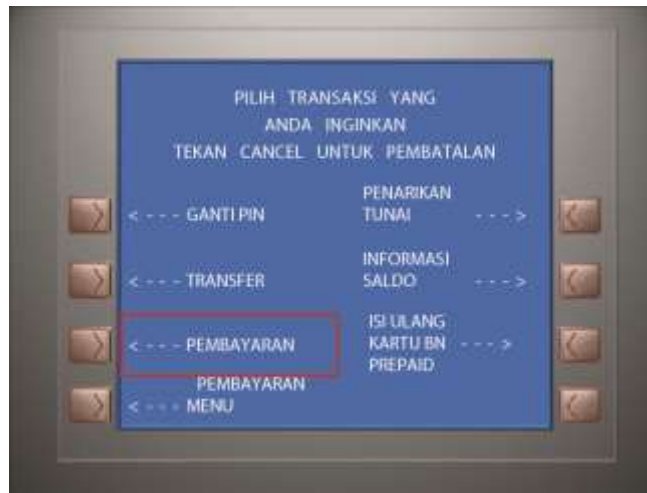 PILIH TRANSAKSI YANG
ANDA INGINKAN
TEKAN CANCEL UNTUK PEMBATALAN
< - - - GANTI PIN
PENARIKAN
TUNAI - - - >
< - - - TRANSFER
INFORMASI
SALDO - - - >
< - - - PEMBAYARAN
ISI ULANG
KARTU BN - - - >
PREPAID
PEMBAYARAN
< - - - MENU